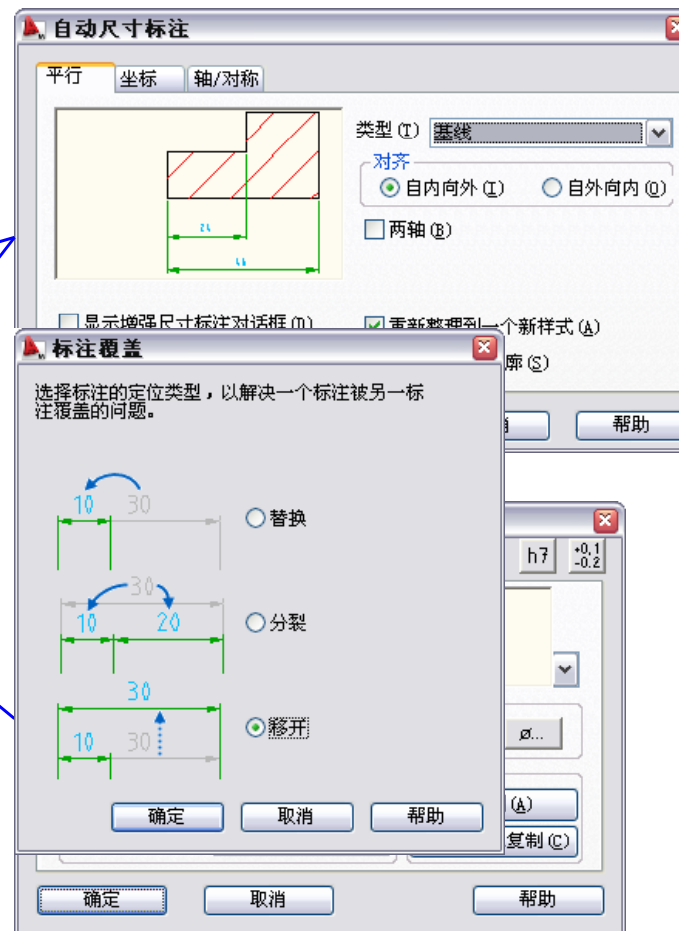 自动尺寸标注
平行 坐标 轴/对称
类型(T) 基线
对齐
自内向外(I) 自外向内(O)
两轴(B)
24
显示增强尺寸标注对话框(D) 重新整理到一个新样式(A)
标注覆盖
廓(S)
选择标注的定位类型，以解决一个标注被另一标
注覆盖的问题。
帮助
10 30 替换
h7 +0,1
-0.2
30
10 20 分裂
30
10 30 移开
ø...
(A)
确定 取消 帮助
复制(C)
确定 取消 帮助